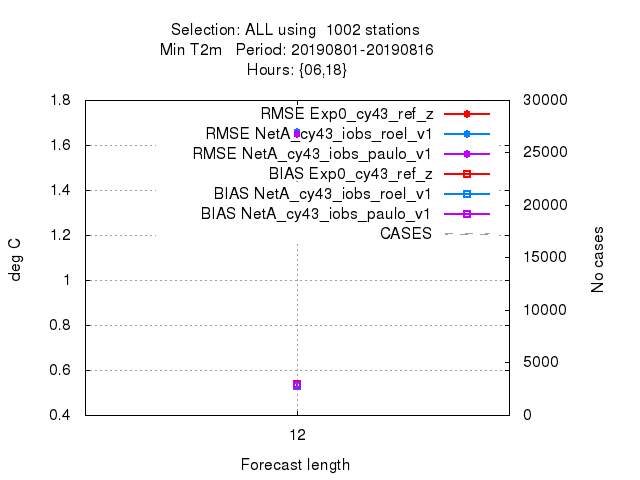 Selection: ALL using  1002 stations
Min T2m   Period: 20190801-20190816
Hours: {06,18}
1.8
1.6
1.4
1.2
1
0.8
0.6
0.4
30000
25000
20000
15000
10000
5000
0
RMSE Exp0_cy43_ref_z
RMSE NetA_cy43_iobs_roel_v1
RMSE NetA_cy43_iobs_paulo_v1
BIAS Exp0_cy43_ref_z
BIAS NetA_cy43_iobs_roel_v1
BIAS NetA_cy43_iobs_paulo_v1
CASES
deg C
No cases
12
Forecast length